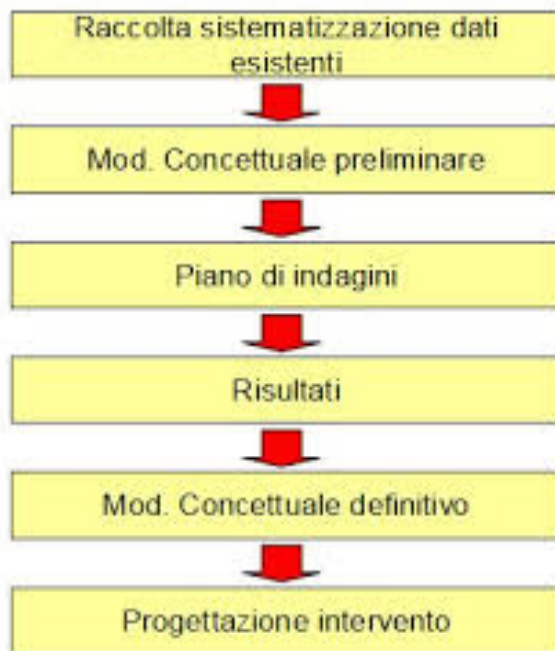 Raccolta sistematizzazione dati
esistenti
Mod. Concettuale preliminare
Piano di indagini
Risultati
Mod. Concettuale definitivo
Progettazione intervento